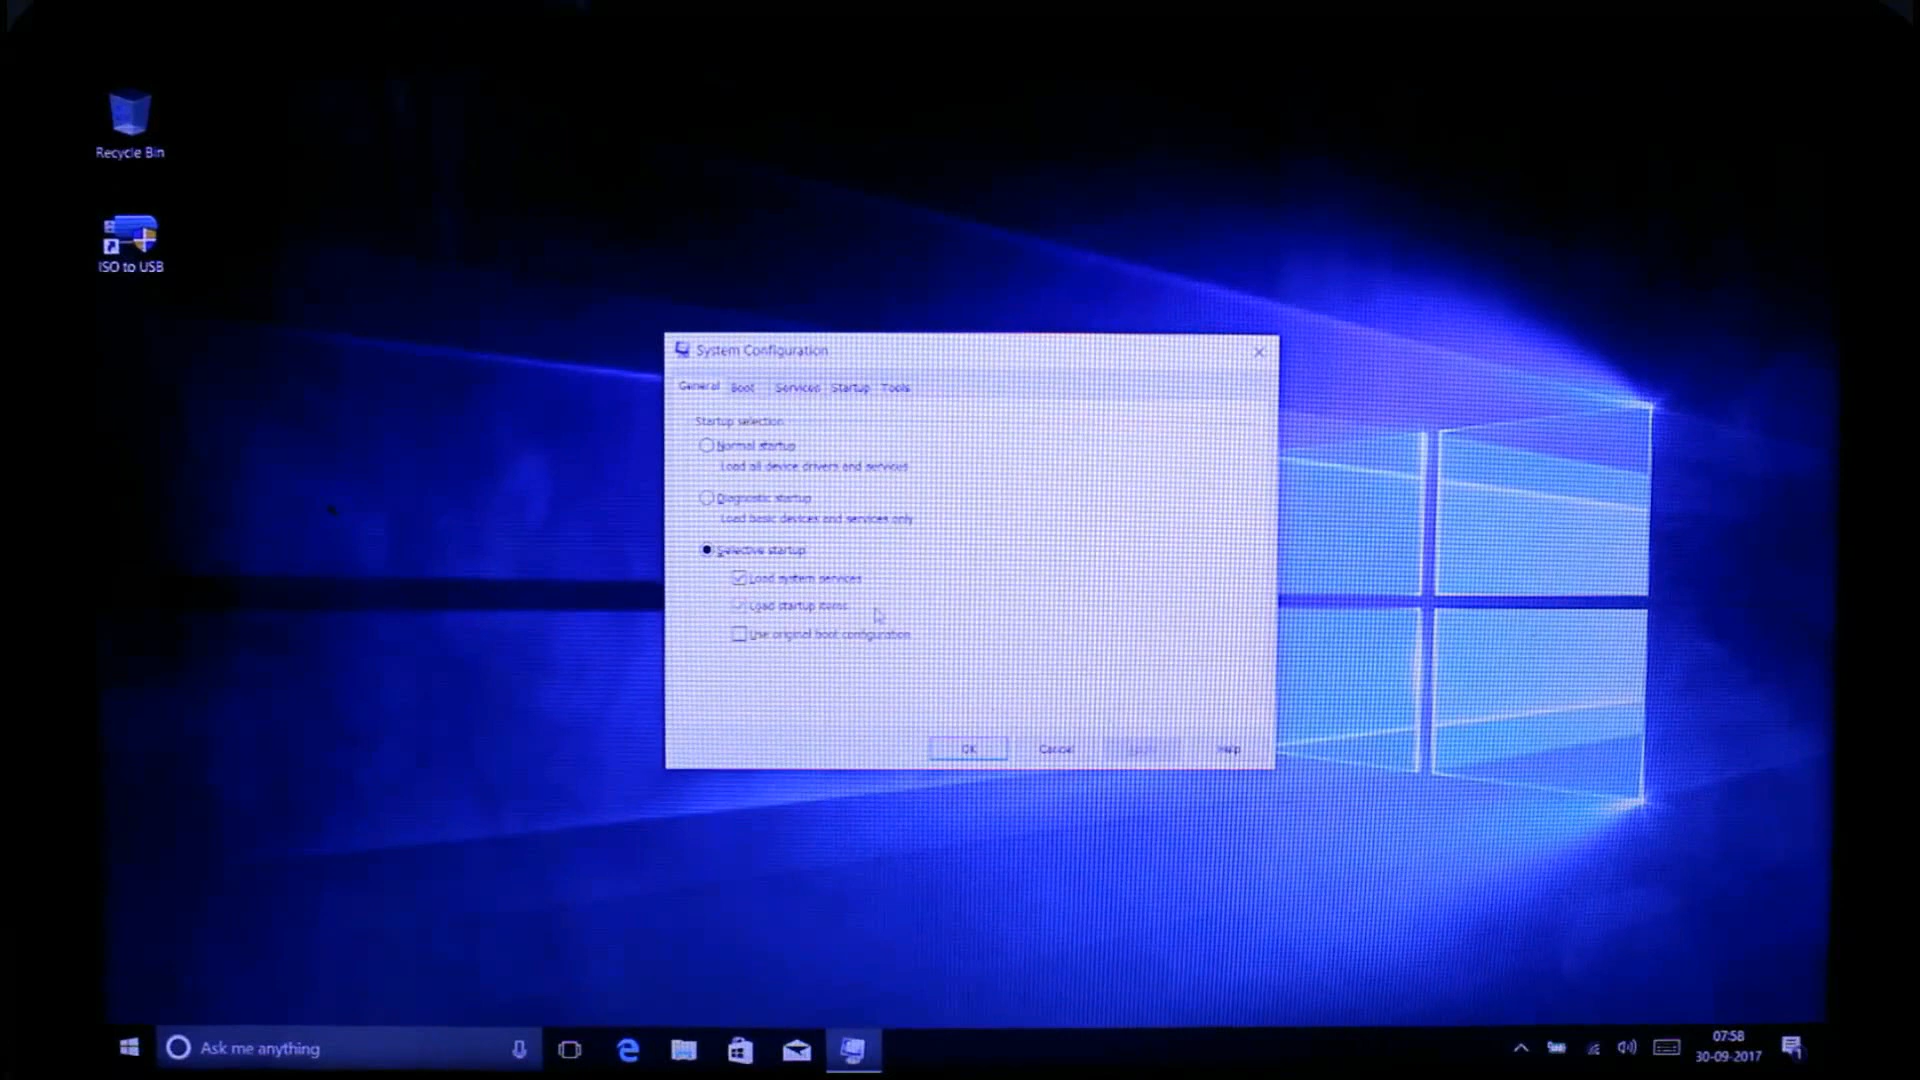 Recycle Bin
ISO to USB
System Configuration
General Boot Services Startup Tools
Startup selection
Normal startup
Load all device drivers and services
Diagnostic startup
Load basic devices and services only
Selective startup
Load system services
Load startup items
Use original boot configuration
OK Cancel Help
Ask me anything
07:58
30-09-2017
1